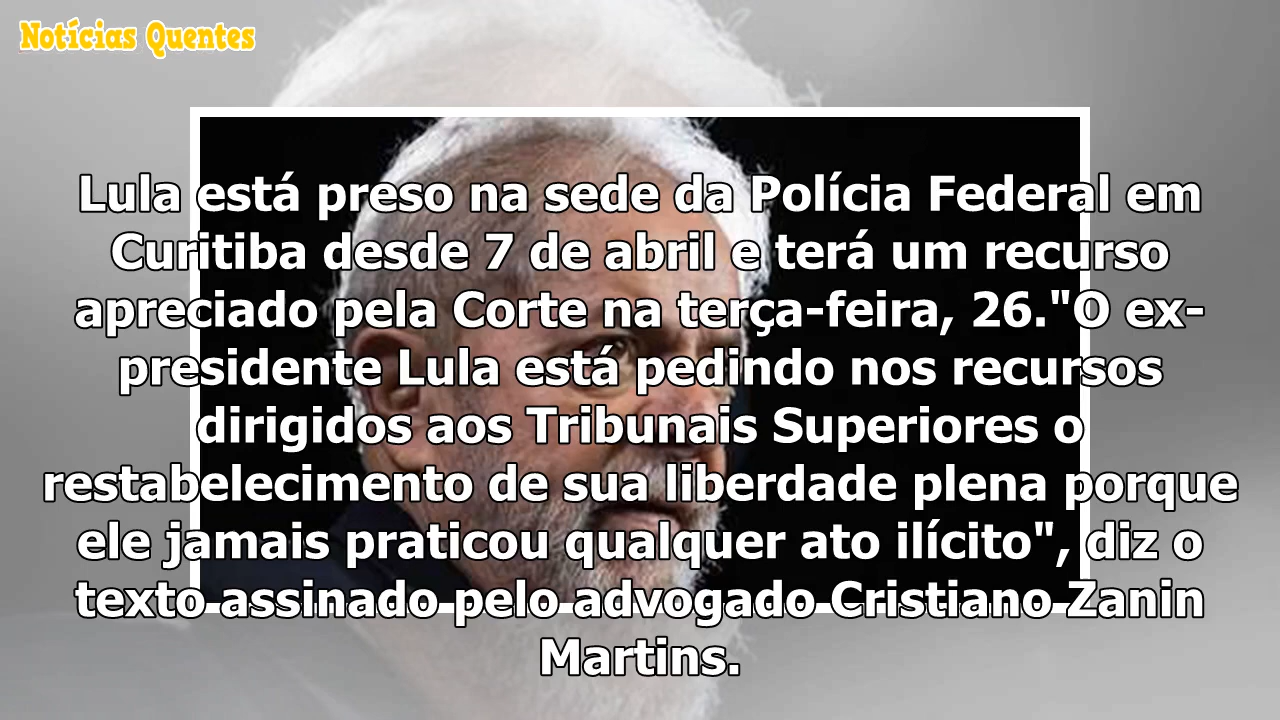 Notícias Quentes
Lula está preso na sede da Polícia Federal em
Curitiba desde 7 de abril e terá um recurso
apreciado pela Corte na terça-feira, 26."O ex-
presidente Lula está pedindo nos recursos
dirigidos aos Tribunais Superiores o
restabelecimento de sua liberdade plena porque
ele jamais praticou qualquer ato ilícito", diz o
texto assinado pelo advogado Cristiano Zanin
Martins.